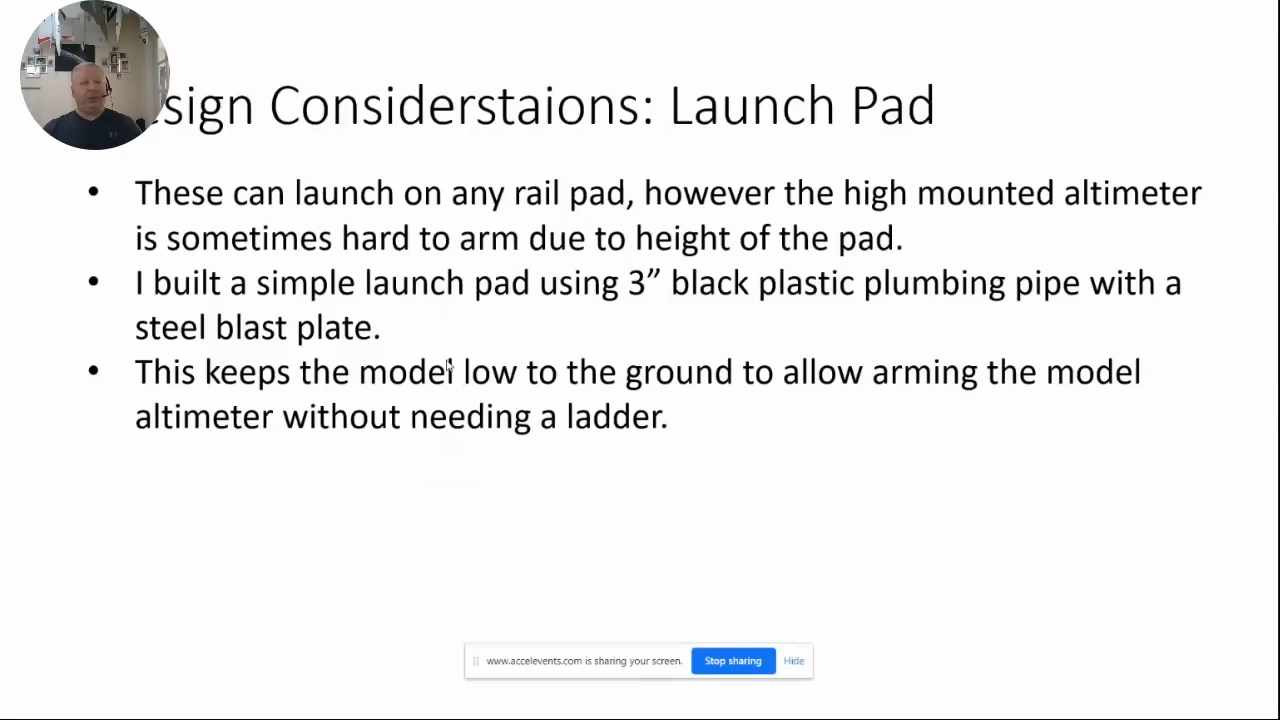 sign Considerstaions: Launch Pad
• These can launch on any rail pad, however the high mounted altimeter
is sometimes hard to arm due to height of the pad.
• I built a simple launch pad using 3” black plastic plumbing pipe with a
steel blast plate.
• This keeps the model low to the ground to allow arming the model
altimeter without needing a ladder.
www.accelevents.com is sharing your screen. Stop sharing Hide